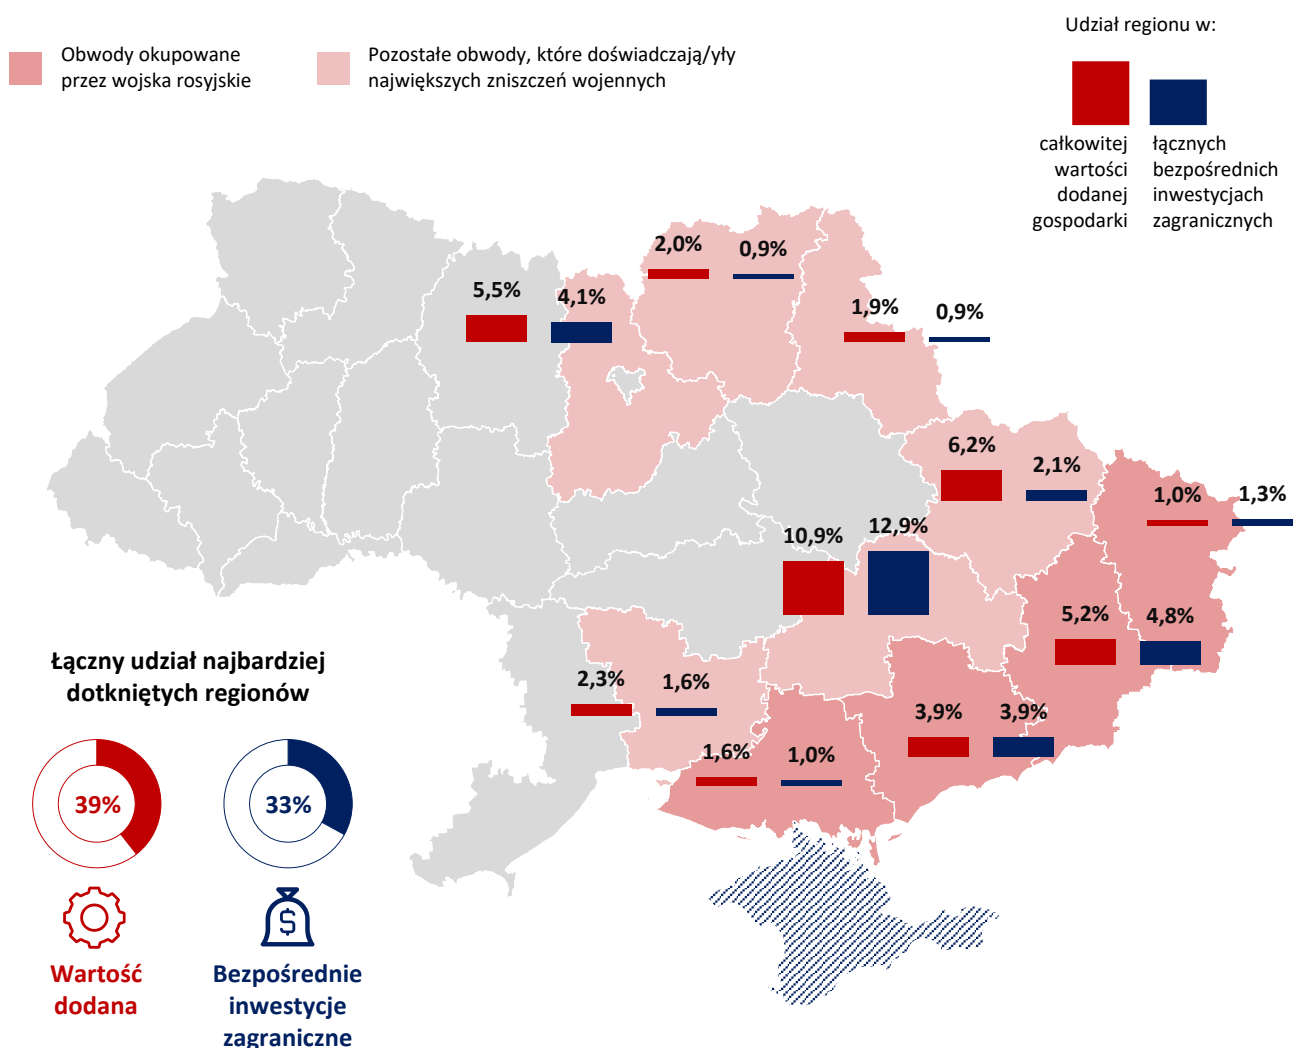 Obwody okupowane
przez wojska rosyjskie
Pozostałe obwody, które doświadczają/yły
największych zniszczeń wojennych
Udział regionu w:
całkowitej
wartości
dodanej
gospodarki
łącznych
bezpośrednich
inwestycjach
zagranicznych
2,0%
0,9%
5,5%
4,1%
1,9%
0,9%
6,2%
2,1%
1,0%
1,3%
10,9%
12,9%
5,2%
4,8%
2,3%
1,6%
3,9%
3,9%
1,6%
1,0%
Łączny udział najbardziej
dotkniętych regionów
39%
33%
$
Wartość
dodana
Bezpośrednie
inwestycje
zagraniczne